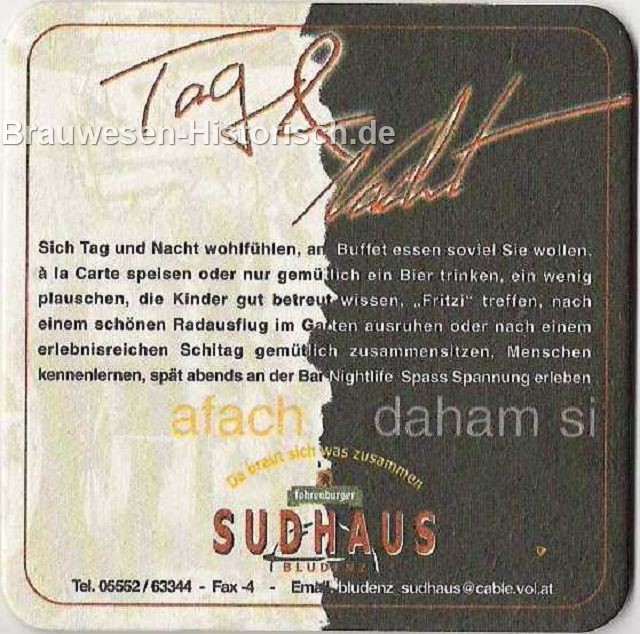 Tag &
Nacht
Brauwesen-Historisch.de
Sich Tag und Nacht wohlfühlen, am Buffet essen soviel Sie wollen,
à la Carte speisen oder nur gemütlich ein Bier trinken, ein wenig
plauschen, die Kinder gut betreut wissen, „Fritzi“ treffen, nach
einem schönen Radausflug im Garten ausruhen oder nach einem
erlebnisreichen Schitag gemütlich zusammensitzen, Menschen
kennenlernen, spät abends an der Bar Nightlife Spass Spannung erleben
afach daham si
Da braut sich was zusammen
fohrenburger
SUDHAUS
BLUDENZ
Tel. 05552/63344 - Fax -4 - Email. bludenz sudhaus@cable.vol.at